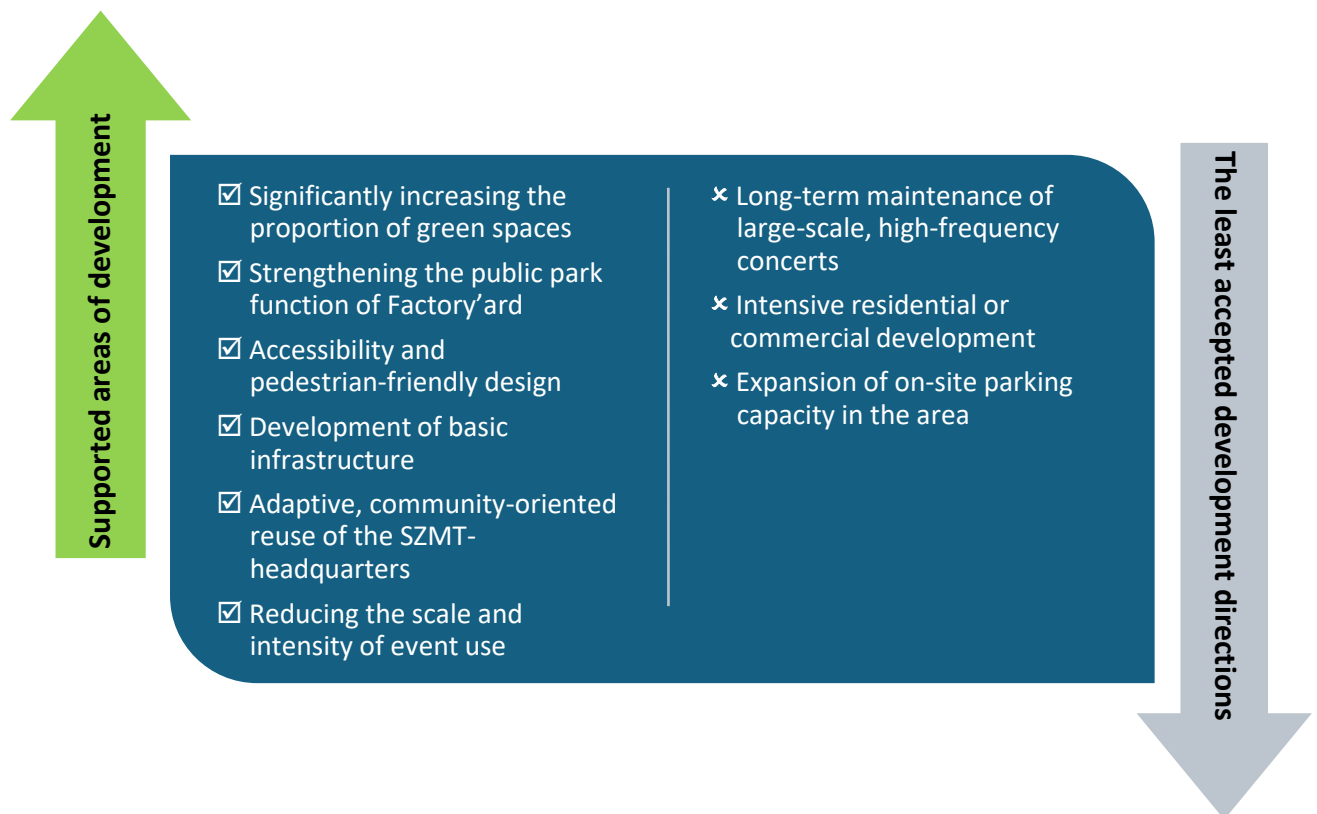 Supported areas of development
☑ Significantly increasing the
proportion of green spaces
☑ Strengthening the public park
function of Factory’ard
☑ Accessibility and
pedestrian-friendly design
☑ Development of basic
infrastructure
☑ Adaptive, community-oriented
reuse of the SZMT-
headquarters
☑ Reducing the scale and
intensity of event use
× Long-term maintenance of
large-scale, high-frequency
concerts
× Intensive residential or
commercial development
× Expansion of on-site parking
capacity in the area
The least accepted development directions